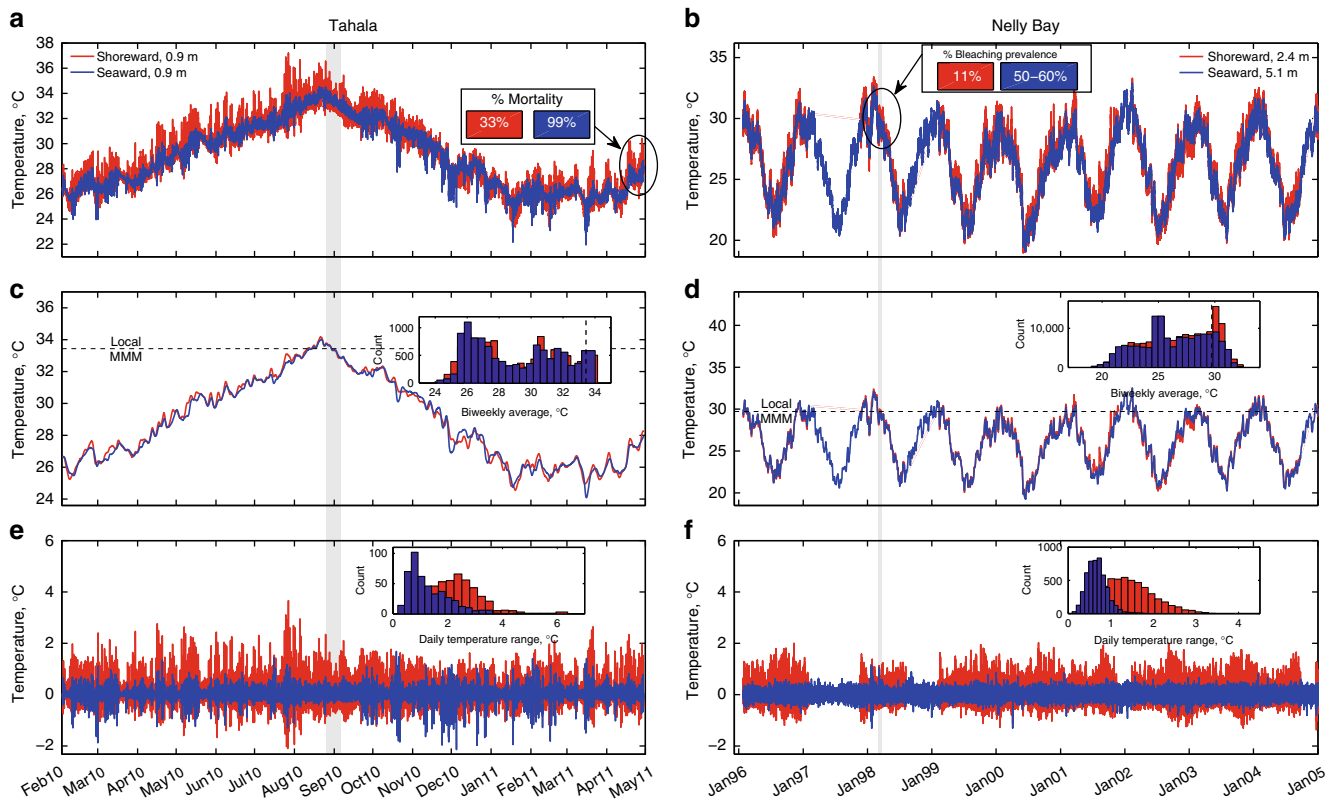 a
Tahala
Shoreward, 0.9 m
Seaward, 0.9 m
% Mortality
33%
99%
Temperature, °C
38
36
34
32
30
28
26
24
22
b
Nelly Bay
% Bleaching prevalence
11%
50–60%
Shoreward, 2.4 m
Seaward, 5.1 m
Temperature, °C
35
30
25
20
c
Temperature, °C
36
34
32
30
28
26
24
Local
MMM
Count
1000
500
0
24 26 28 30 32 34
Biweekly average, °C
d
Temperature, °C
40
35
30
25
20
Local
MMM
Count
10,000
0
20 25 30
Biweekly average, °C
e
Temperature, °C
6
4
2
0
−2
Count
100
50
0
0 2 4 6
Daily temperature range, °C
Feb10 Mar10 Apr10 May10 Jun10 Jul10 Aug10 Sep10 Oct10 Nov10 Dec10 Jan11 Feb11 Mar11 Apr11 May11
f
Temperature, °C
6
4
2
0
−2
Count
1000
500
0
0 1 2 3 4
Daily temperature range, °C
Jan96 Jan97 Jan98 Jan99 Jan00 Jan01 Jan02 Jan03 Jan04 Jan05